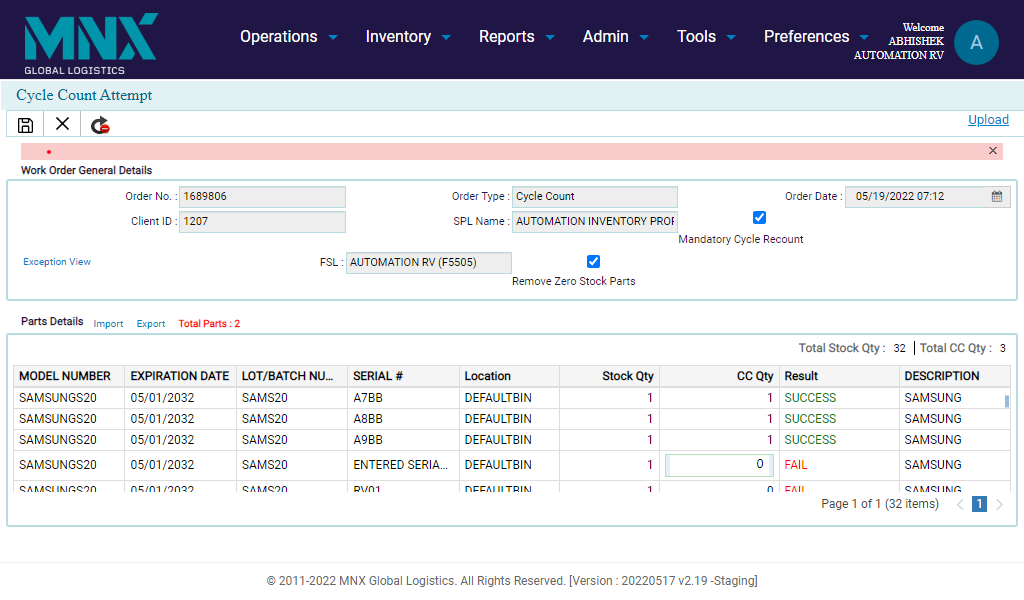 MNX
GLOBAL LOGISTICS
Operations Inventory Reports Admin Tools Preferences
Welcome
ABHISHEK
AUTOMATION RV
A
Cycle Count Attempt
Upload
Work Order General Details
Order No. : 1689806 Order Type : Cycle Count Order Date : 05/19/2022 07:12
Client ID : 1207 SPL Name : AUTOMATION INVENTORY PROF
Mandatory Cycle Recount
Exception View FSL : AUTOMATION RV (F5505)
Remove Zero Stock Parts
Parts Details Import Export Total Parts : 2
Total Stock Qty : 32 Total CC Qty : 3
MODEL NUMBER EXPIRATION DATE LOT/BATCH NU... SERIAL # Location Stock Qty CC Qty Result DESCRIPTION
SAMSUNGS20 05/01/2032 SAMS20 A7BB DEFAULTBIN 1 1 SUCCESS SAMSUNG
SAMSUNGS20 05/01/2032 SAMS20 A8BB DEFAULTBIN 1 1 SUCCESS SAMSUNG
SAMSUNGS20 05/01/2032 SAMS20 A9BB DEFAULTBIN 1 1 SUCCESS SAMSUNG
SAMSUNGS20 05/01/2032 SAMS20 ENTERED SERIA... DEFAULTBIN 1 0 FAIL SAMSUNG
SAMSUNGS20 05/01/2032 SAMS20 RV01 DEFAULTBIN 1 0 FAIL SAMSUNG
Page 1 of 1 (32 items) 1
© 2011-2022 MNX Global Logistics. All Rights Reserved. [Version : 20220517 v2.19 -Staging]